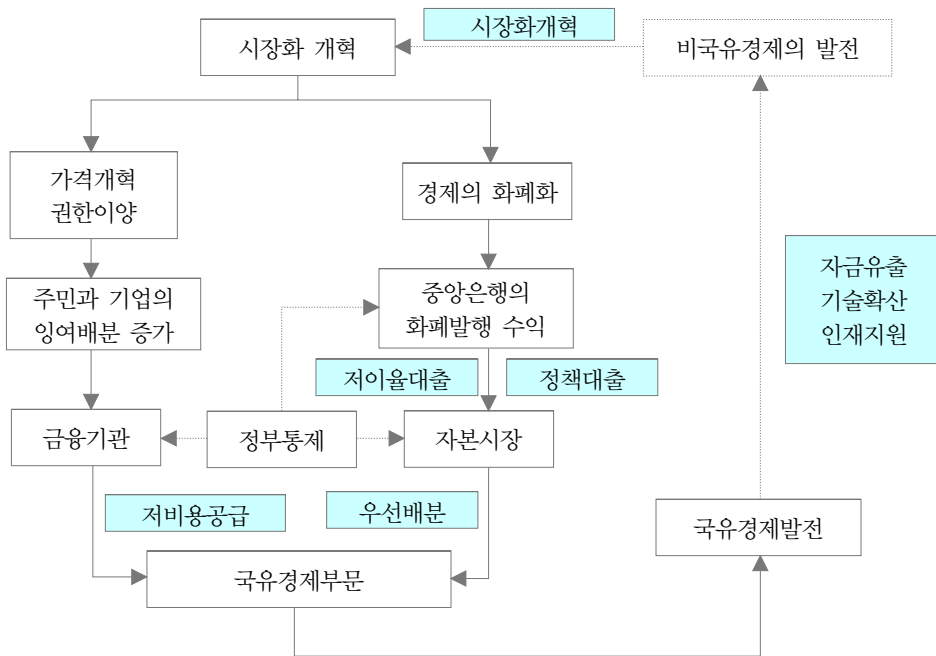 시장화개혁
시장화 개혁
비국유경제의 발전
가격개혁
권한이양
경제의 화폐화
자금유출
기술확산
인재지원
주민과 기업의
잉여배분 증가
중앙은행의
화폐발행 수익
저이율대출
정책대출
금융기관
정부통제
자본시장
저비용공급
우선배분
국유경제발전
국유경제부문